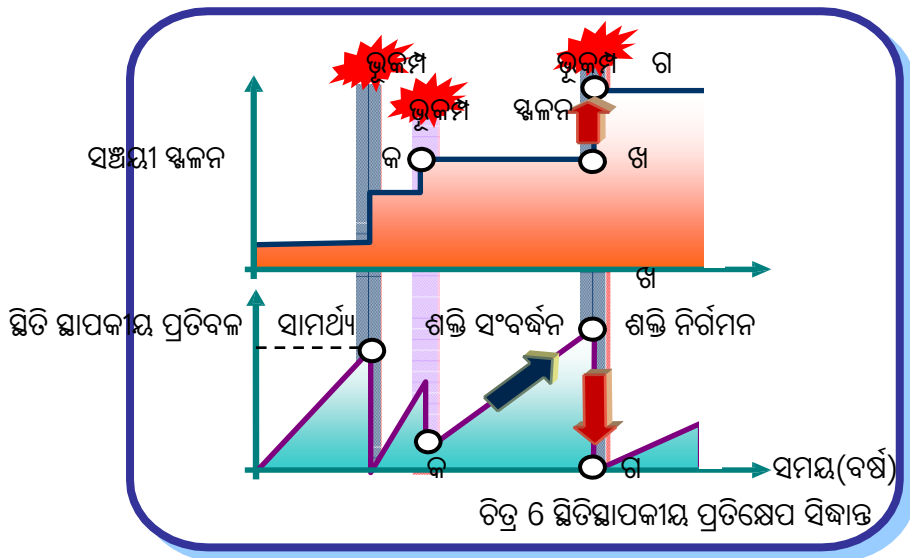 ଭୂକମ୍ପ
ଭୂକମ୍ପ ଗ
ଭୂକମ୍ପ ସ୍ଖଳନ
ସଞ୍ଚୟୀ ସ୍ଖଳନ କ ଖ
ଖ
ସ୍ଥିତି ସ୍ଥାପକୀୟ ପ୍ରତିବଳ ସାମର୍ଥ୍ୟ ଶକ୍ତି ସଂବର୍ଦ୍ଧନ ଶକ୍ତି ନିର୍ଗମନ
କ ଗ ସମୟ(ବର୍ଷ)
ଚିତ୍ର 6 ସ୍ଥିତିସ୍ଥାପକୀୟ ପ୍ରତିକ୍ଷେପ ସିଦ୍ଧାନ୍ତ